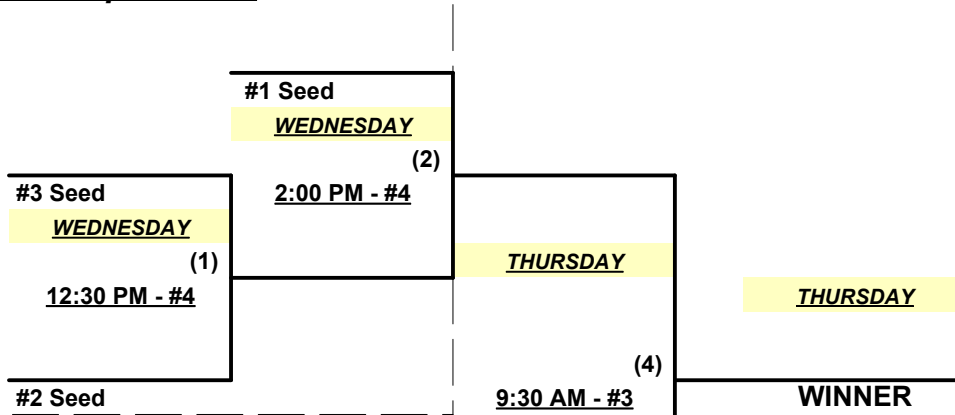 #1 Seed
WEDNESDAY
(2)
2:00 PM - #4
#3 Seed
WEDNESDAY
(1)
12:30 PM - #4
#2 Seed
THURSDAY
(4)
9:30 AM - #3
THURSDAY
WINNER